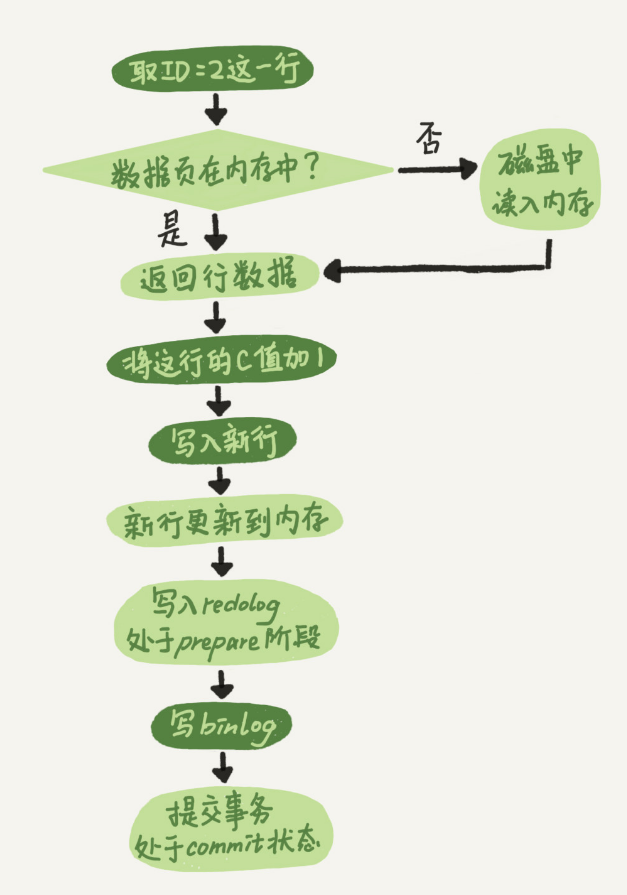 取ID=2这一行
数据页在内存中?
否
磁盘中
读入内存
是
返回行数据
将这行的C值加1
写入新行
新行更新到内存
写入redolog
处于prepare阶段
写binlog
提交事务
处于commit状态